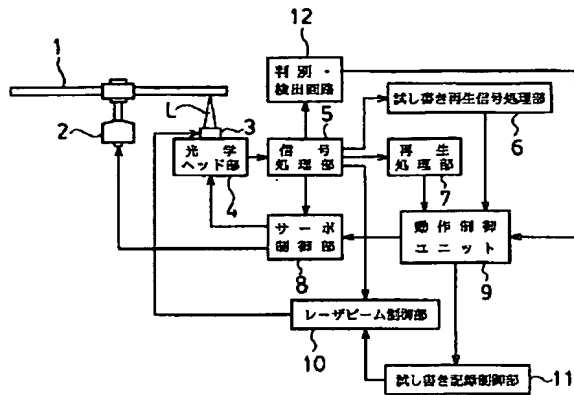 12
判別・
検出回路
1
L
3
2
光学
ヘッド部
4
5
信号
処理部
試し書き再生信号処理部
6
再生
処理部
7
サーボ
制御部
8
動作制御
ユニット
9
レーザビーム制御部
10
試し書き記録制御部
11